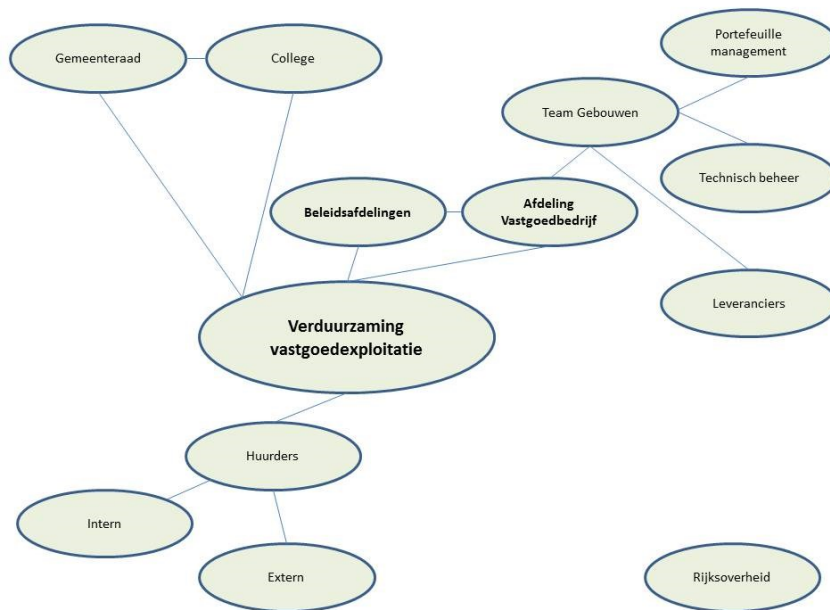 Portefeuille
management
Gemeenteraad
College
Team Gebouwen
Technisch beheer
Beleidsafdelingen
Afdeling
Vastgoedbedrijf
Leveranciers
Verduurzaming
vastgoedexploitatie
Huurders
Intern
Extern
Rijksoverheid